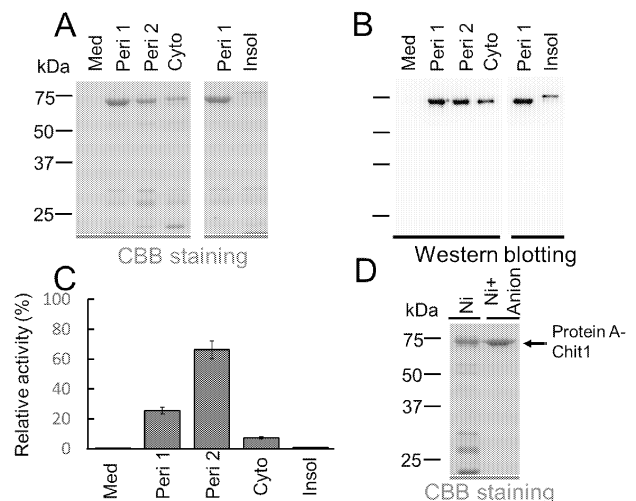 A
Med
Peri 1
Peri 2
Cyto
Peri 1
Insol
kDa
75
50
37
25
CBB staining
B
Med
Peri 1
Peri 2
Cyto
Peri 1
Insol
Western blotting
C
Relative activity (%)
100
80
60
40
20
0
Med
Peri 1
Peri 2
Cyto
Insol
D
Ni
Ni+
Anion
kDa
75
50
37
25
Protein A-
Chit1
CBB staining